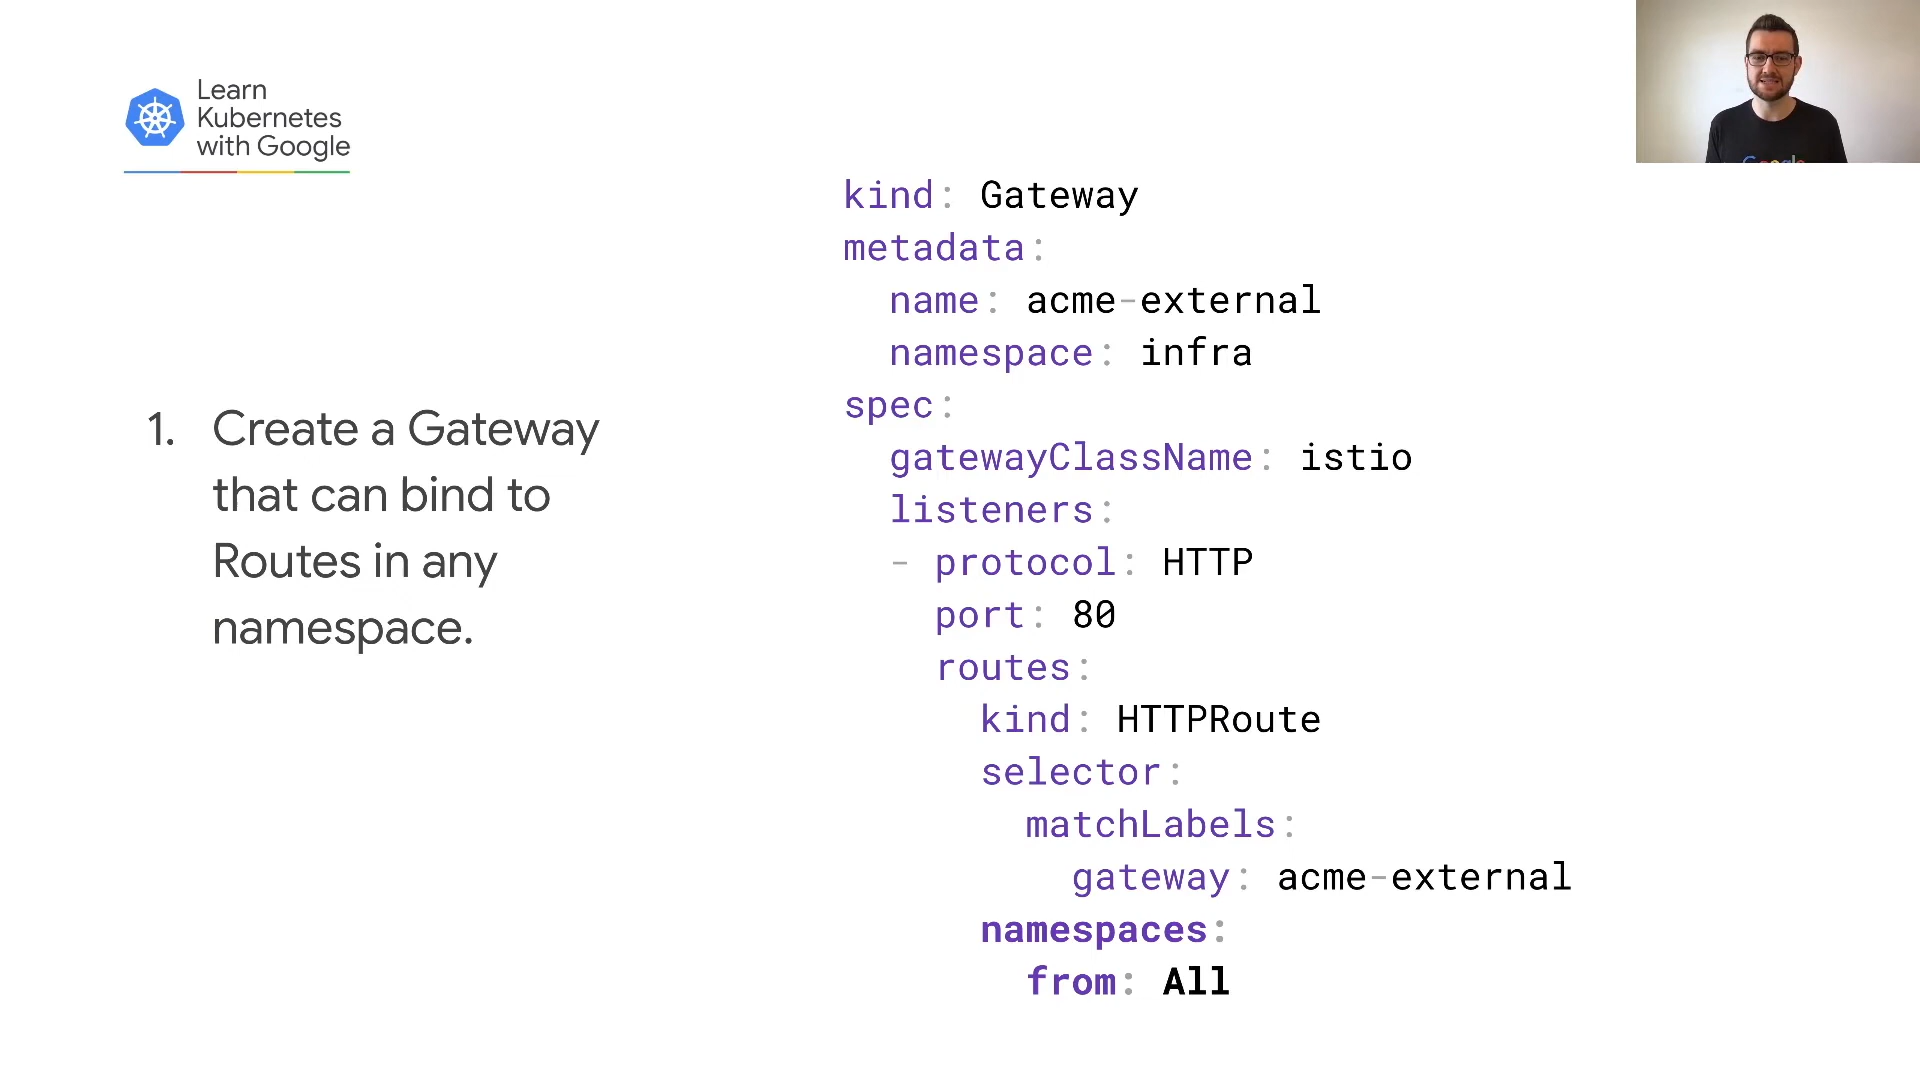 Learn
Kubernetes
with Google
1. Create a Gateway
that can bind to
Routes in any
namespace.
kind: Gateway
metadata:
  name: acme-external
  namespace: infra
spec:
  gatewayClassName: istio
  listeners:
  - protocol: HTTP
    port: 80
    routes:
      kind: HTTPRoute
      selector:
        matchLabels:
          gateway: acme-external
      namespaces:
        from: All
Google